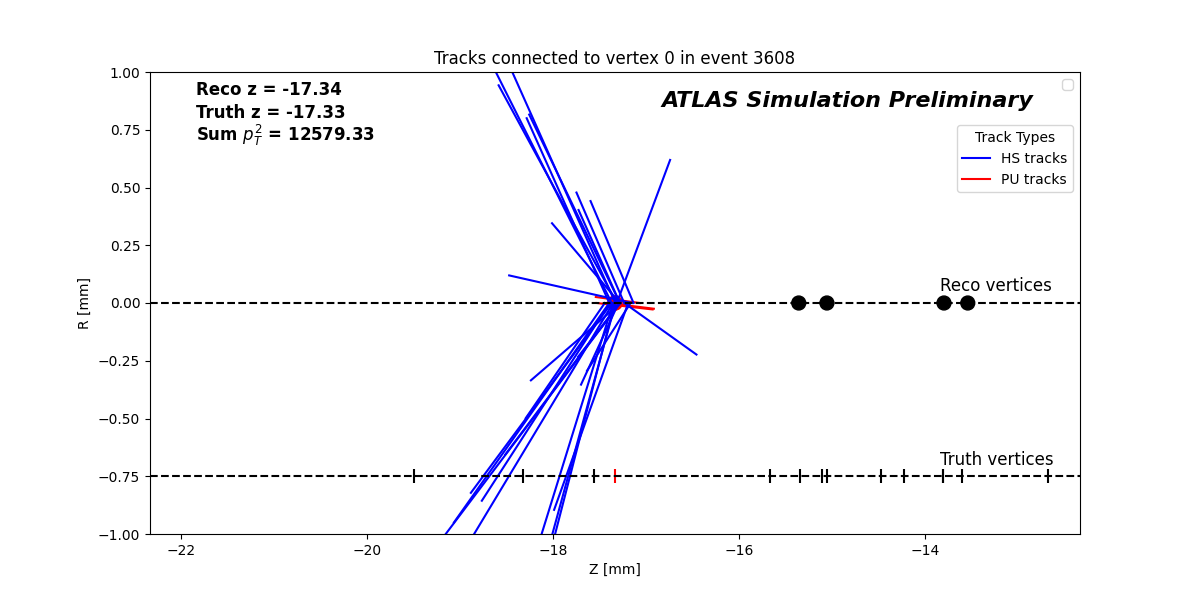 Tracks connected to vertex 0 in event 3608
Reco z = -17.34
Truth z = -17.33
Sum $p_T^2$ = 12579.33
ATLAS Simulation Preliminary
Track Types
HS tracks
PU tracks
Reco vertices
Truth vertices
1.00
0.75
0.50
0.25
0.00
−0.25
−0.50
−0.75
−1.00
R [mm]
−22 −20 −18 −16 −14
Z [mm]